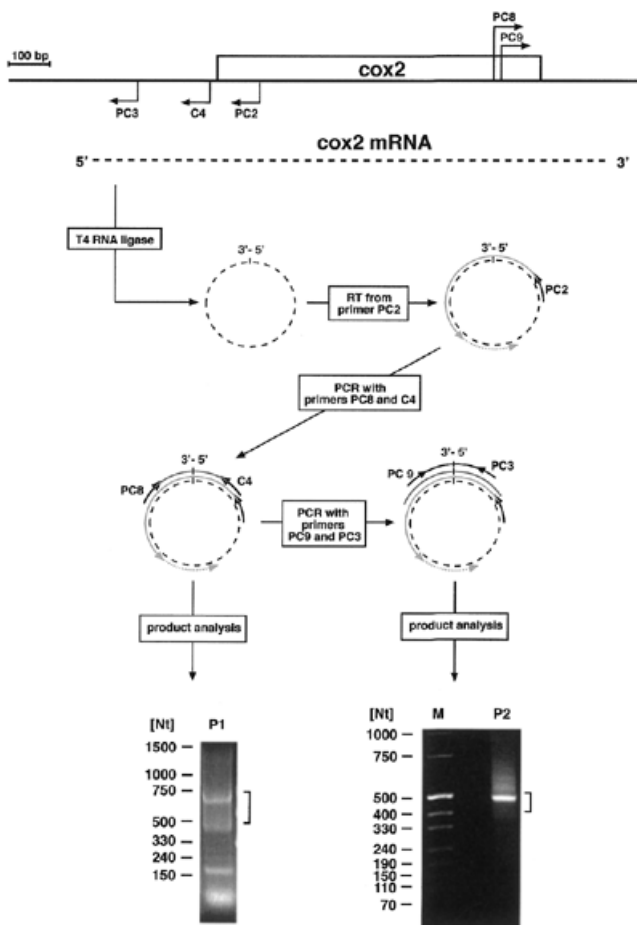 PC8
PC9
100 bp
cox2
PC3
C4
PC2
cox2 mRNA
5'
3'
T4 RNA ligase
3'- 5'
3'- 5'
RT from
primer PC2
PC2
PCR with
primers PC8 and C4
3'- 5'
3'- 5'
PC8
C4
PC 9
PC3
PCR with
primers
PC9 and PC3
product analysis
product analysis
[Nt]
P1
1500
1000
750
500
330
240
150
[Nt]
M
P2
1000
750
500
400
330
240
190
150
110
70